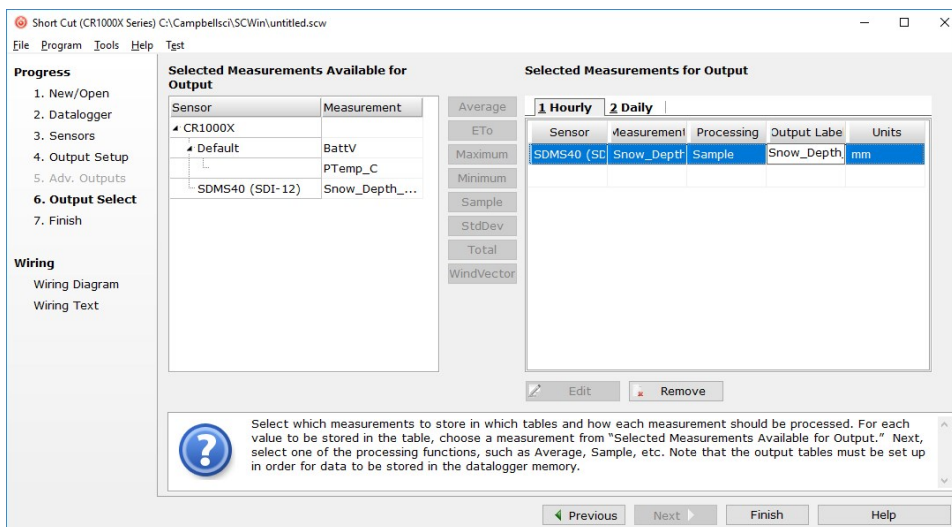 Short Cut (CR1000X Series) C:\Campbellsci\SCWin\untitled.scw
File Program Tools Help Test
Progress
1. New/Open
2. Datalogger
3. Sensors
4. Output Setup
5. Adv. Outputs
6. Output Select
7. Finish
Wiring
Wiring Diagram
Wiring Text
Selected Measurements Available for
Output
Sensor Measurement
CR1000X
Default BattV
PTemp_C
SDMS40 (SDI-12) Snow_Depth_...
Average
ETo
Maximum
Minimum
Sample
StdDev
Total
WindVector
Selected Measurements for Output
1 Hourly 2 Daily
Sensor Measurement Processing Output Labe Units
SDMS40 (SD Snow_Depth Sample Snow_Depth_ mm
Edit Remove
Select which measurements to store in which tables and how each measurement should be processed. For each
value to be stored in the table, choose a measurement from “Selected Measurements Available for Output.” Next,
select one of the processing functions, such as Average, Sample, etc. Note that the output tables must be set up
in order for data to be stored in the datalogger memory.
Previous Next Finish Help